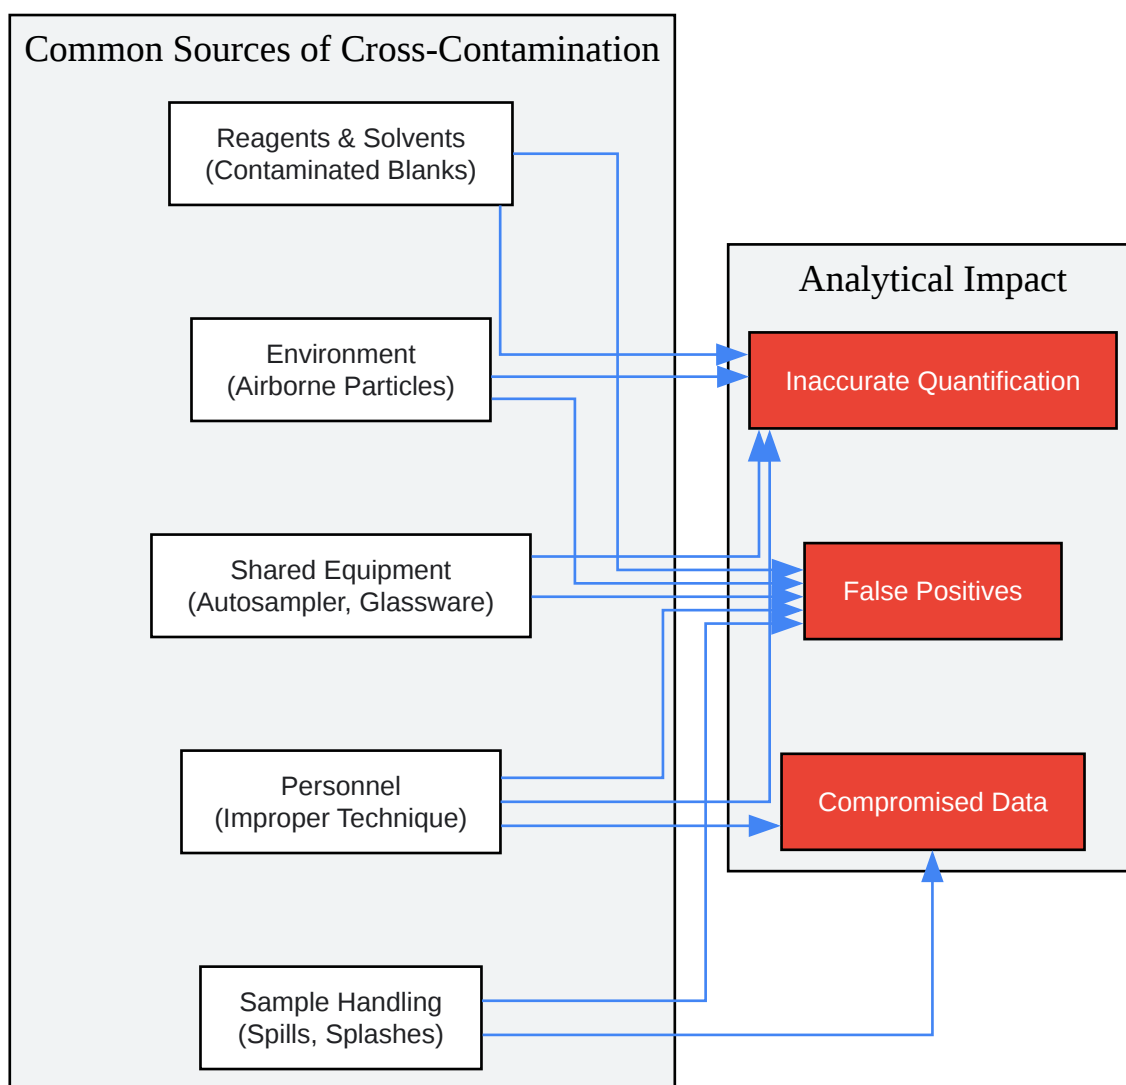 Common Sources of Cross-Contamination
Reagents & Solvents
(Contaminated Blanks)
Environment
(Airborne Particles)
Shared Equipment
(Autosampler, Glassware)
Personnel
(Improper Technique)
Sample Handling
(Spills, Splashes)
Analytical Impact
Inaccurate Quantification
False Positives
Compromised Data